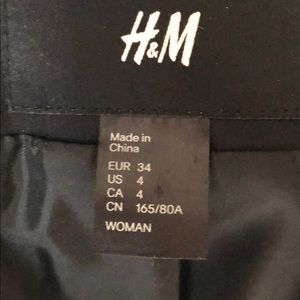 H&M
Made in
China
EUR 34
US 4
CA 4
CN 165/80A
WOMAN